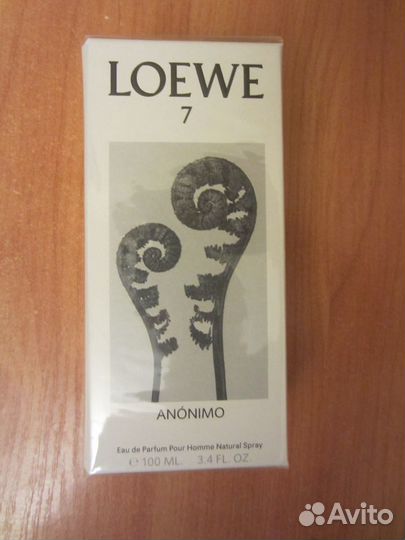 LOEWE
7
ANÓNIMO
Eau de Parfum Pour Homme Natural Spray
℮ 100 ML. 3.4 FL. OZ.
Avito